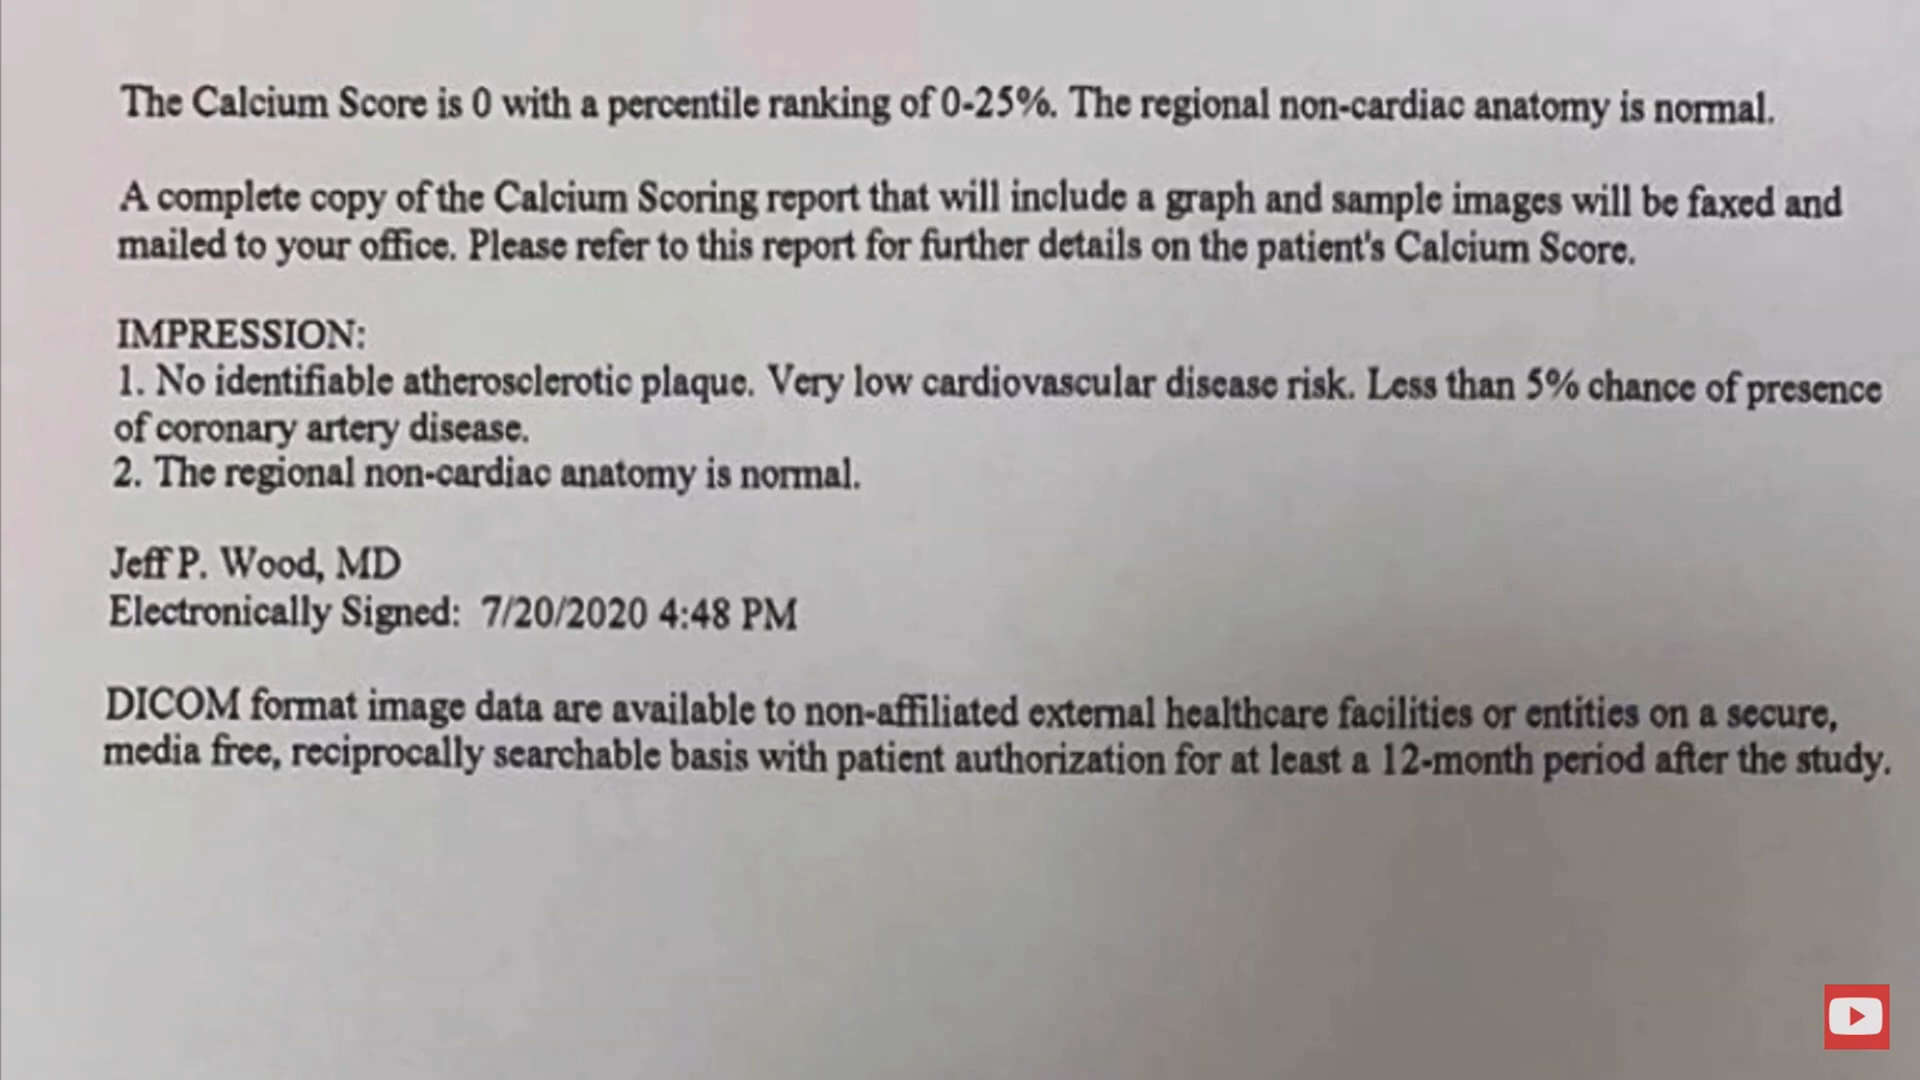 The Calcium Score is 0 with a percentile ranking of 0-25%. The regional non-cardiac anatomy is normal.
A complete copy of the Calcium Scoring report that will include a graph and sample images will be faxed and
mailed to your office. Please refer to this report for further details on the patient's Calcium Score.
IMPRESSION:
1. No identifiable atherosclerotic plaque. Very low cardiovascular disease risk. Less than 5% chance of presence
of coronary artery disease.
2. The regional non-cardiac anatomy is normal.
Jeff P. Wood, MD
Electronically Signed: 7/20/2020 4:48 PM
DICOM format image data are available to non-affiliated external healthcare facilities or entities on a secure,
media free, reciprocally searchable basis with patient authorization for at least a 12-month period after the study.